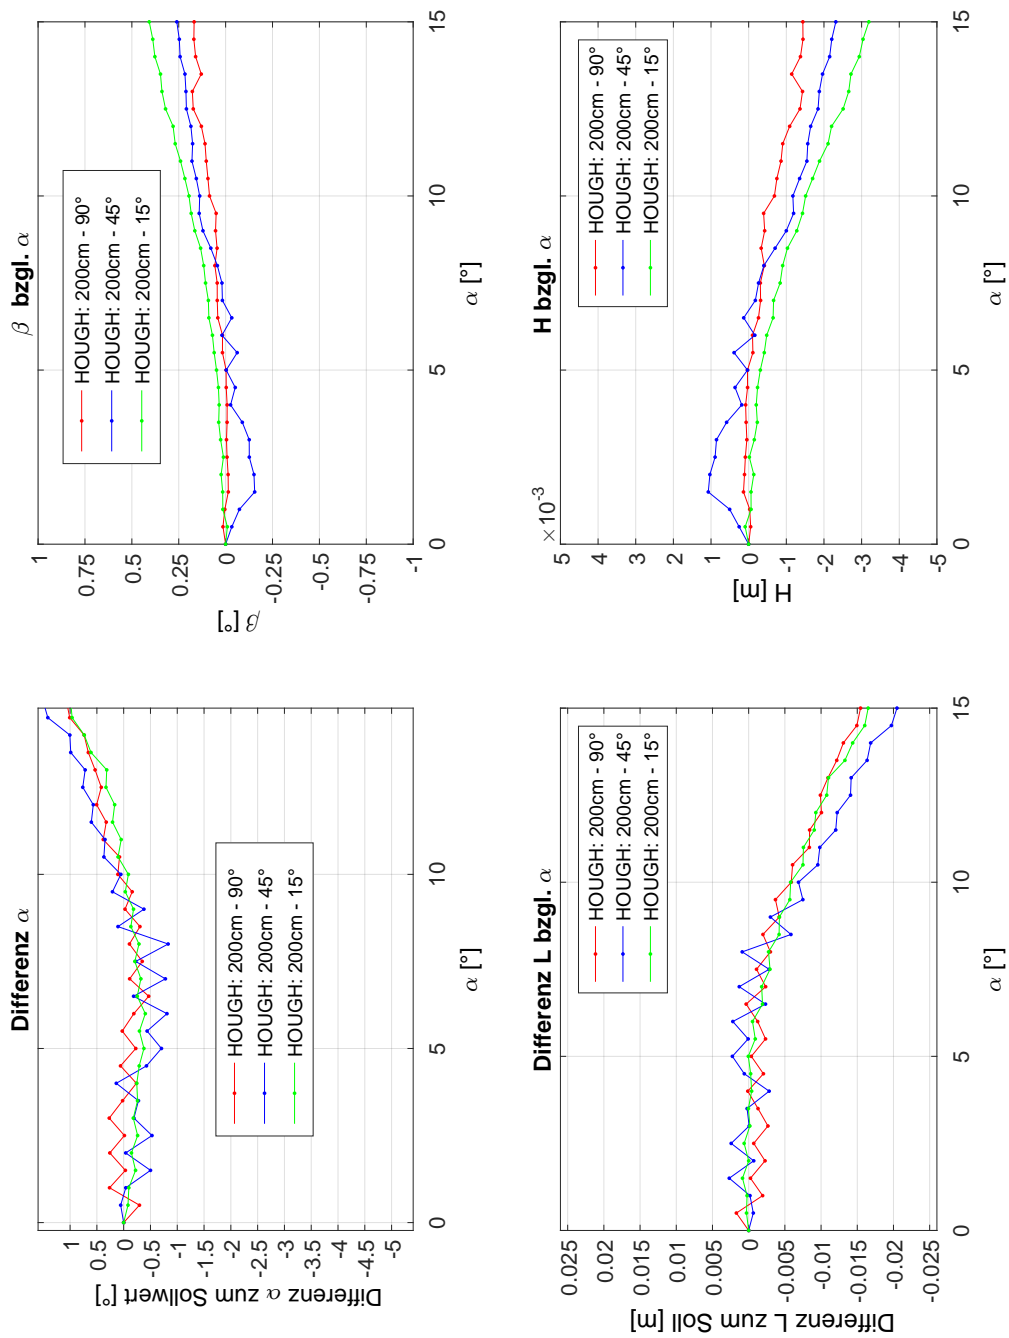 Differenz α
Differenz α zum Sollwert [°]
1
0.5
0
-0.5
-1
-1.5
-2
-2.5
-3
-3.5
-4
-4.5
-5
HOUGH: 200cm - 90°
HOUGH: 200cm - 45°
HOUGH: 200cm - 15°
0 5 10
α [°]
β bzgl. α
β [°]
1
0.75
0.5
0.25
0
-0.25
-0.5
-0.75
-1
HOUGH: 200cm - 90°
HOUGH: 200cm - 45°
HOUGH: 200cm - 15°
0 5 10 15
α [°]
Differenz L bzgl. α
Differenz L zum Soll [m]
0.025
0.02
0.015
0.01
0.005
0
-0.005
-0.01
-0.015
-0.02
-0.025
HOUGH: 200cm - 90°
HOUGH: 200cm - 45°
HOUGH: 200cm - 15°
0 5 10 15
α [°]
H bzgl. α
×10⁻³
H [m]
5
4
3
2
1
0
-1
-2
-3
-4
-5
HOUGH: 200cm - 90°
HOUGH: 200cm - 45°
HOUGH: 200cm - 15°
0 5 10 15
α [°]